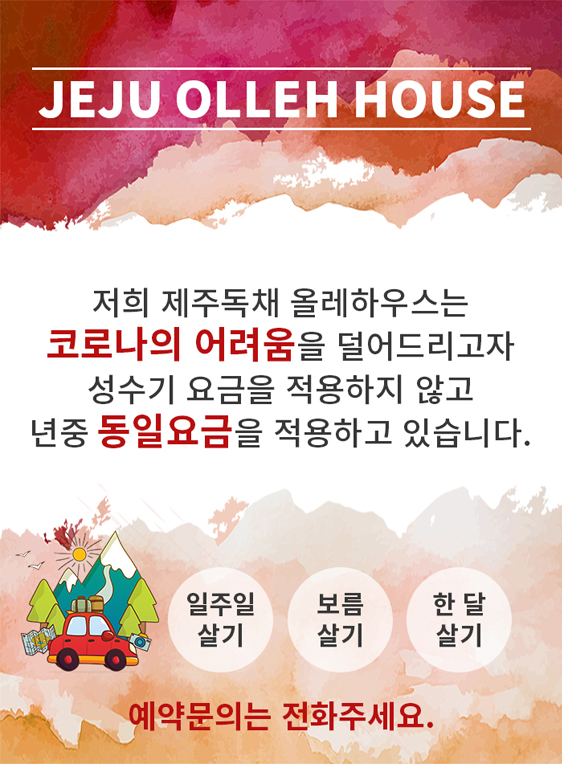 JEJU OLLEH HOUSE
저희 제주독채 올레하우스는
코로나의 어려움을 덜어드리고자
성수기 요금을 적용하지 않고
년중 동일요금을 적용하고 있습니다.
일주일
살기
보름
살기
한 달
살기
예약문의는 전화주세요.